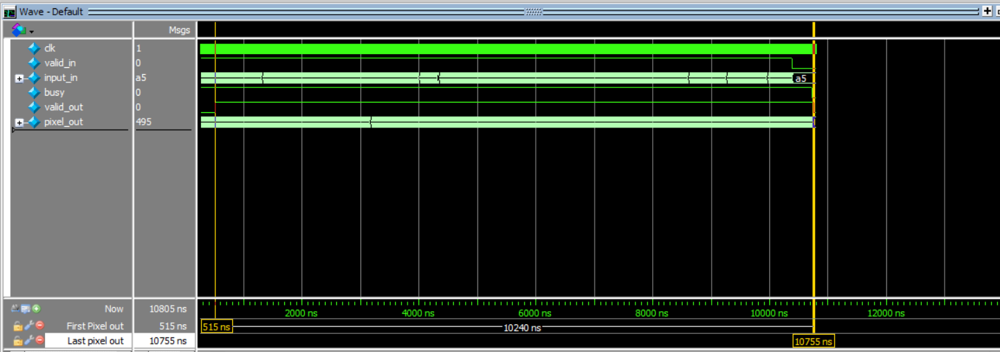 Wave - Default
Msgs
clk 1
valid_in 0
input_in a5 a5
busy 0
valid_out 0
pixel_out 495
Now 10805 ns 2000 ns 4000 ns 6000 ns 8000 ns 10000 ns 12000 ns
First Pixel out 515 ns 515 ns 10240 ns
Last pixel out 10755 ns 10755 ns